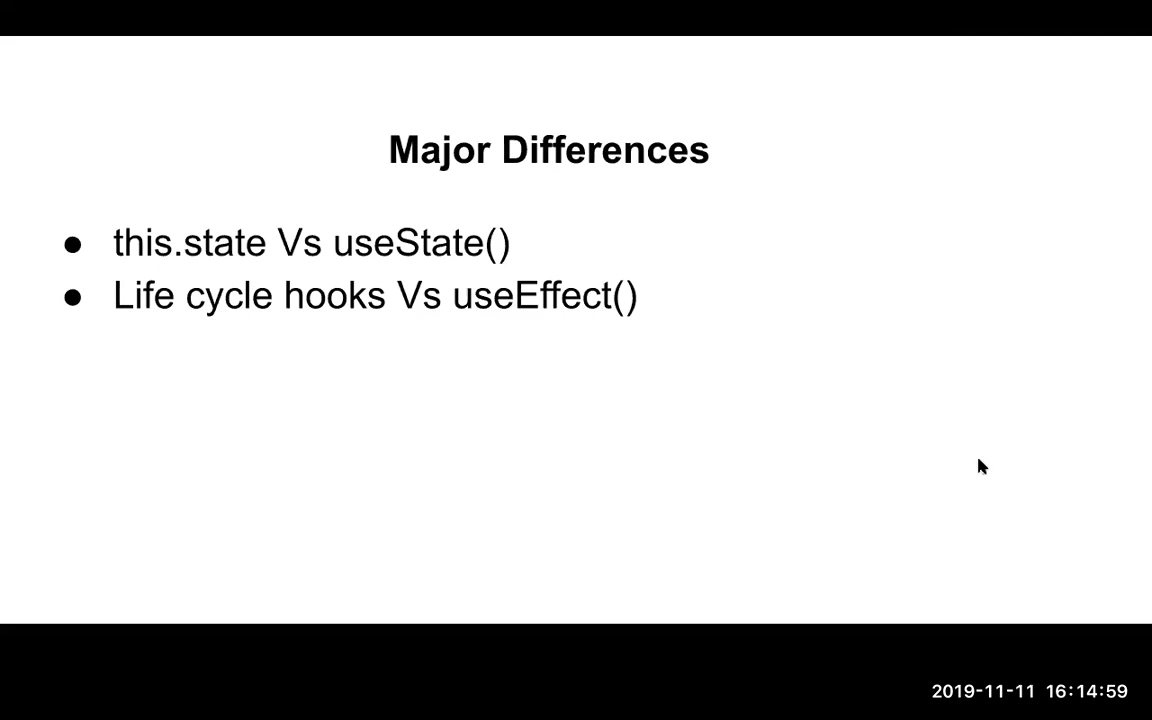 Major Differences
● this.state Vs useState()
● Life cycle hooks Vs useEffect()
2019-11-11 16:14:59